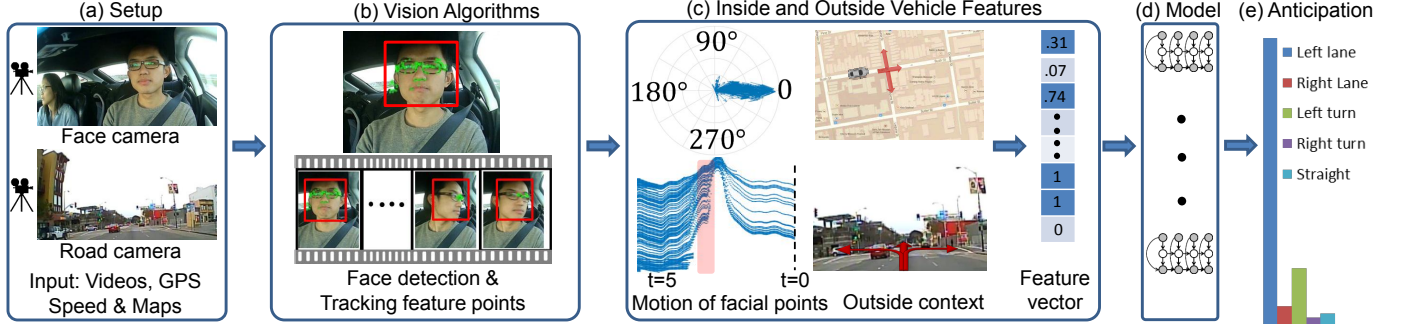 (a) Setup
Face camera
Road camera
Input: Videos, GPS
Speed & Maps
(b) Vision Algorithms
Face detection &
Tracking feature points
(c) Inside and Outside Vehicle Features
90°
180°
0
270°
t=5
t=0
Motion of facial points
Outside context
.31
.07
.74
1
1
0
Feature
vector
(d) Model
(e) Anticipation
Left lane
Right Lane
Left turn
Right turn
Straight